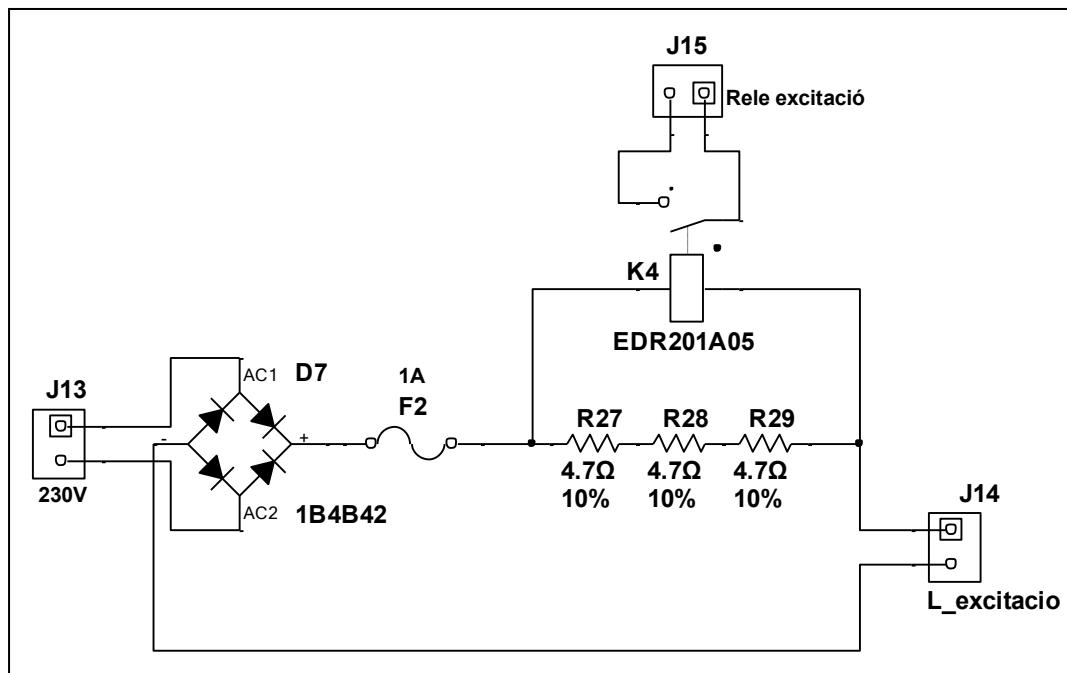 J15
Rele excitació
K4
EDR201A05
AC1
D7
1A
F2
J13
-
+
R27
R28
R29
4.7Ω
4.7Ω
4.7Ω
10%
10%
10%
230V
AC2
1B4B42
J14
L_excitacio